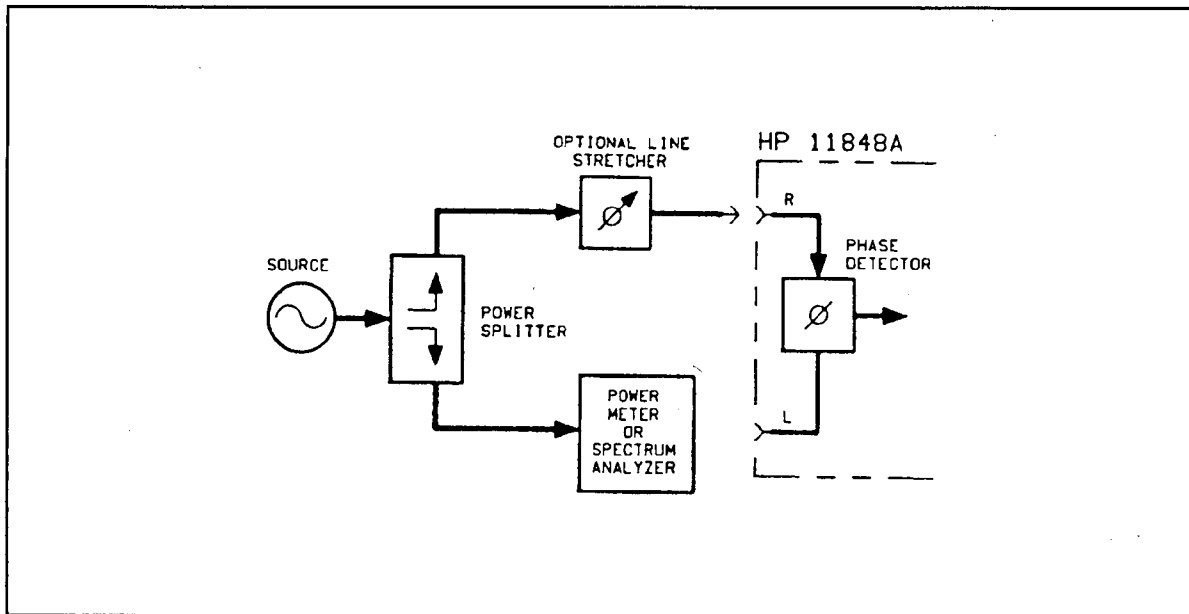 OPTIONAL LINE
STRETCHER
HP 11848A
R
PHASE
DETECTOR
SOURCE
POWER
SPLITTER
POWER
METER
OR
SPECTRUM
ANALYZER
L